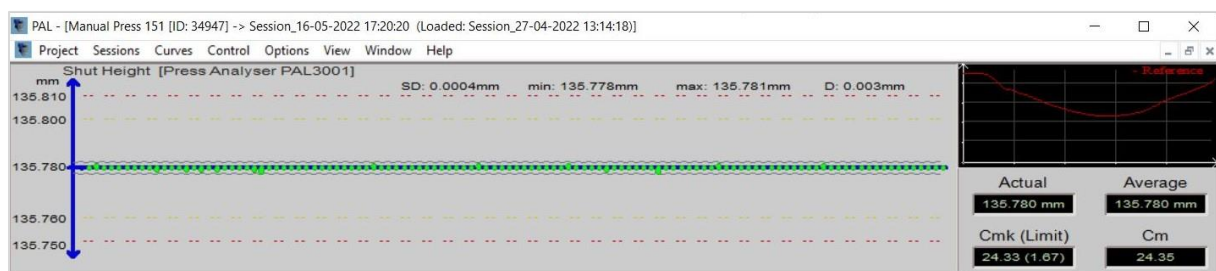 PAL - [Manual Press 151 [ID: 34947] -> Session_16-05-2022 17:20:20 (Loaded: Session_27-04-2022 13:14:18)]
Project Sessions Curves Control Options View Window Help
Shut Height [Press Analyser PAL3001]
mm
SD: 0.0004mm min: 135.778mm max: 135.781mm D: 0.003mm
135.810
135.800
135.780
135.760
135.750
- Reference
Actual Average
135.780 mm 135.780 mm
Cmk (Limit) Cm
24.33 (1.67) 24.35